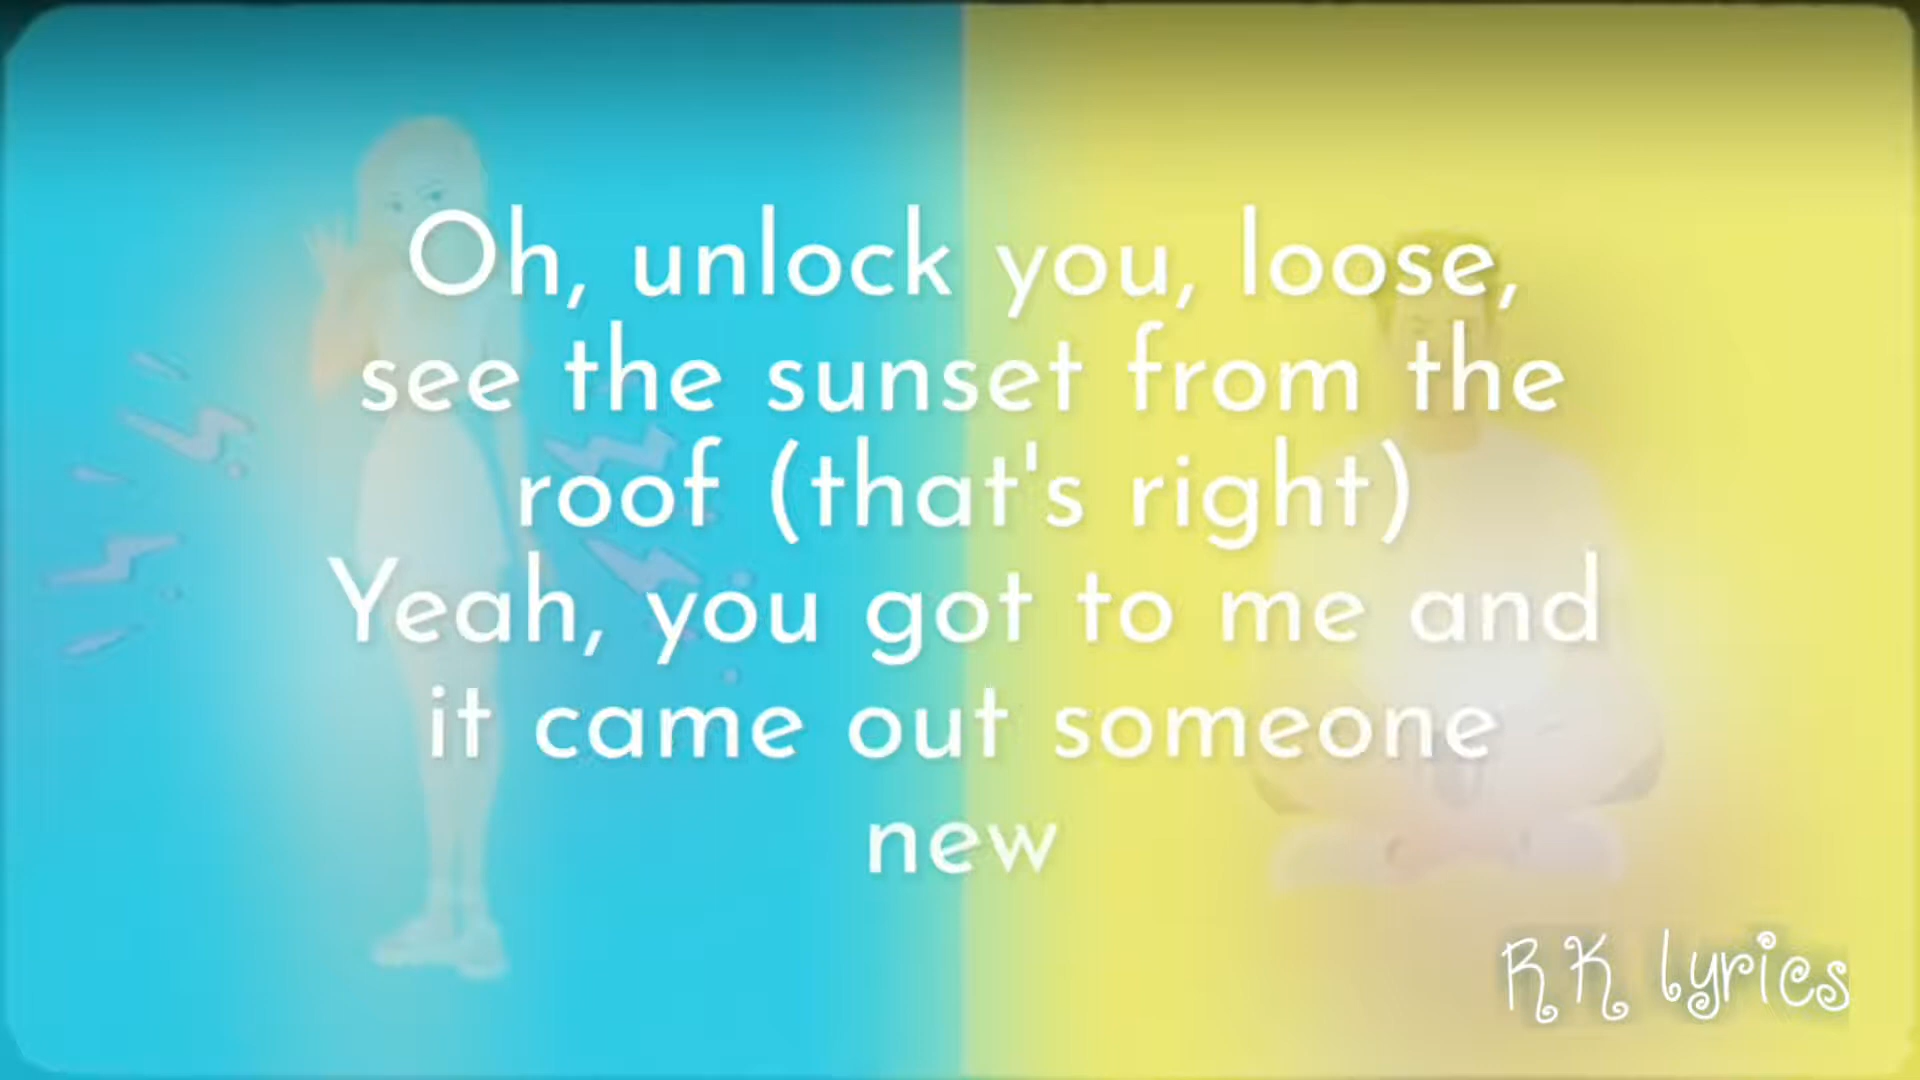 Oh, unlock you, loose,
see the sunset from the
roof (that's right)
Yeah, you got to me and
it came out someone
new
RK lyrics